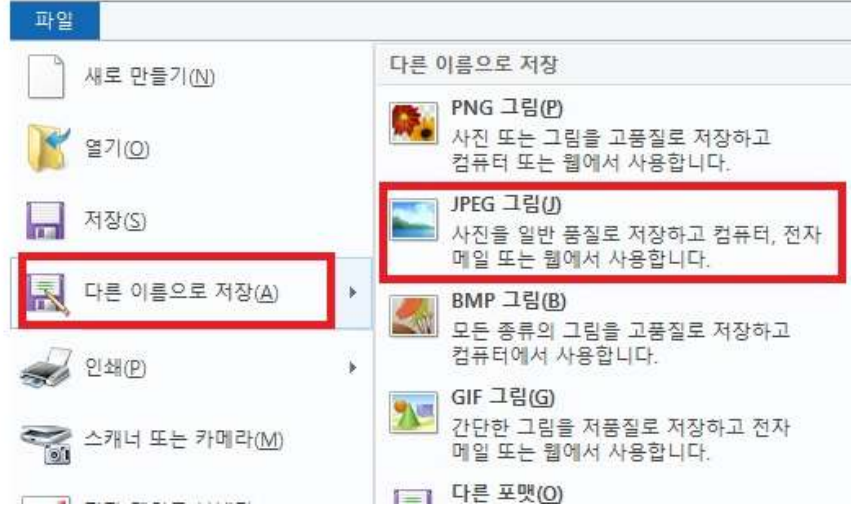 파일
새로 만들기(N)
열기(O)
저장(S)
다른 이름으로 저장(A)
인쇄(P)
스캐너 또는 카메라(M)
다른 이름으로 저장
PNG 그림(P)
사진 또는 그림을 고품질로 저장하고
컴퓨터 또는 웹에서 사용합니다.
JPEG 그림(J)
사진을 일반 품질로 저장하고 컴퓨터, 전자
메일 또는 웹에서 사용합니다.
BMP 그림(B)
모든 종류의 그림을 고품질로 저장하고
컴퓨터에서 사용합니다.
GIF 그림(G)
간단한 그림을 저품질로 저장하고 전자
메일 또는 웹에서 사용합니다.
다른 포맷(O)